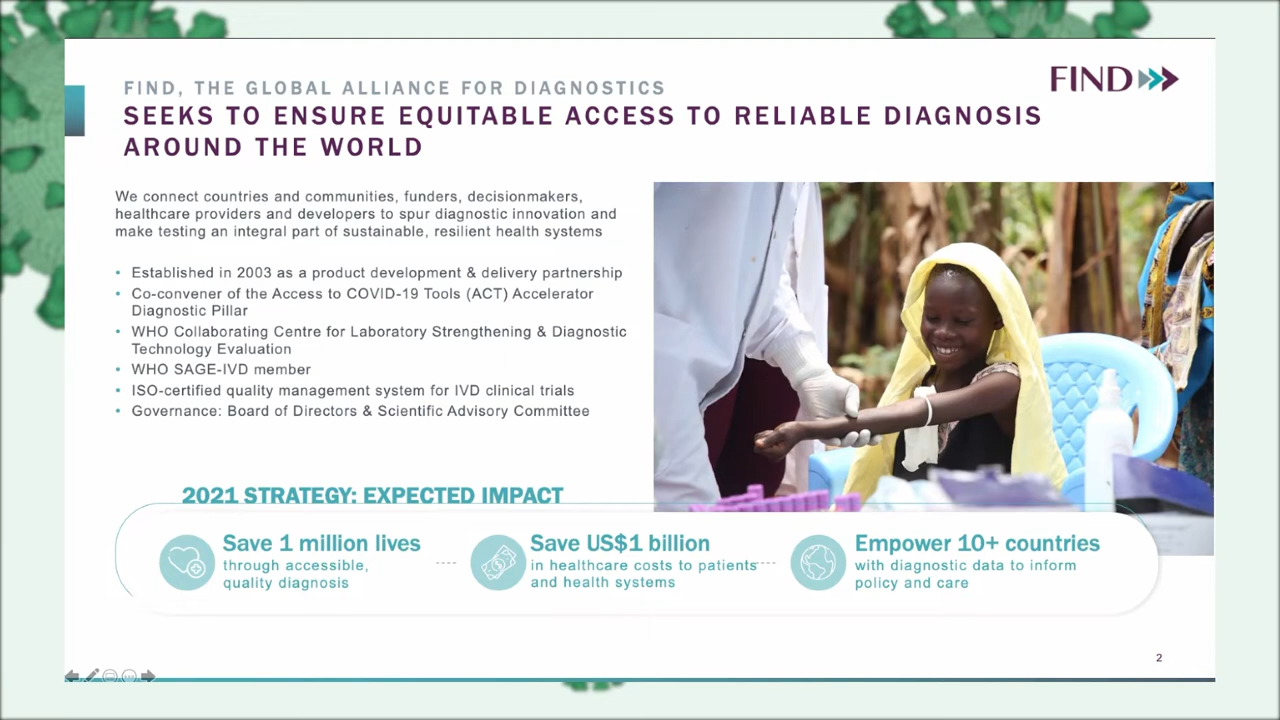 FIND, THE GLOBAL ALLIANCE FOR DIAGNOSTICS
SEEKS TO ENSURE EQUITABLE ACCESS TO RELIABLE DIAGNOSIS
AROUND THE WORLD
FIND
We connect countries and communities, funders, decisionmakers,
healthcare providers and developers to spur diagnostic innovation and
make testing an integral part of sustainable, resilient health systems
• Established in 2003 as a product development & delivery partnership
• Co-convener of the Access to COVID-19 Tools (ACT) Accelerator
Diagnostic Pillar
• WHO Collaborating Centre for Laboratory Strengthening & Diagnostic
Technology Evaluation
• WHO SAGE-IVD member
• ISO-certified quality management system for IVD clinical trials
• Governance: Board of Directors & Scientific Advisory Committee
2021 STRATEGY: EXPECTED IMPACT
Save 1 million lives
through accessible,
quality diagnosis
Save US$1 billion
in healthcare costs to patients
and health systems
Empower 10+ countries
with diagnostic data to inform
policy and care
2